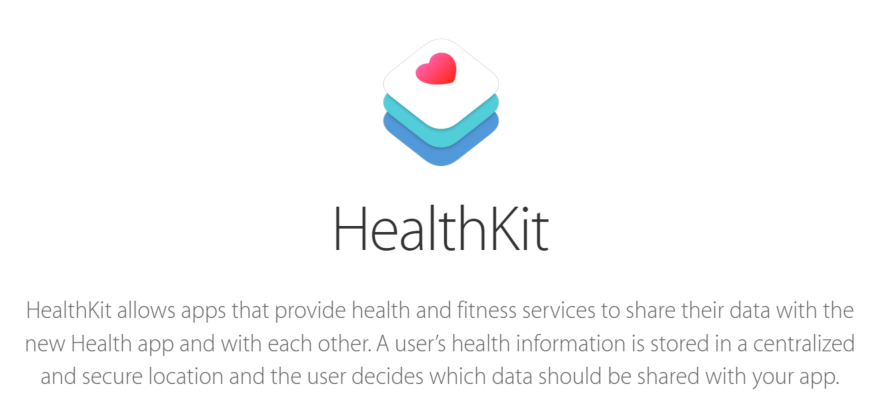 HealthKit
HealthKit allows apps that provide health and fitness services to share their data with the
new Health app and with each other. A user’s health information is stored in a centralized
and secure location and the user decides which data should be shared with your app.